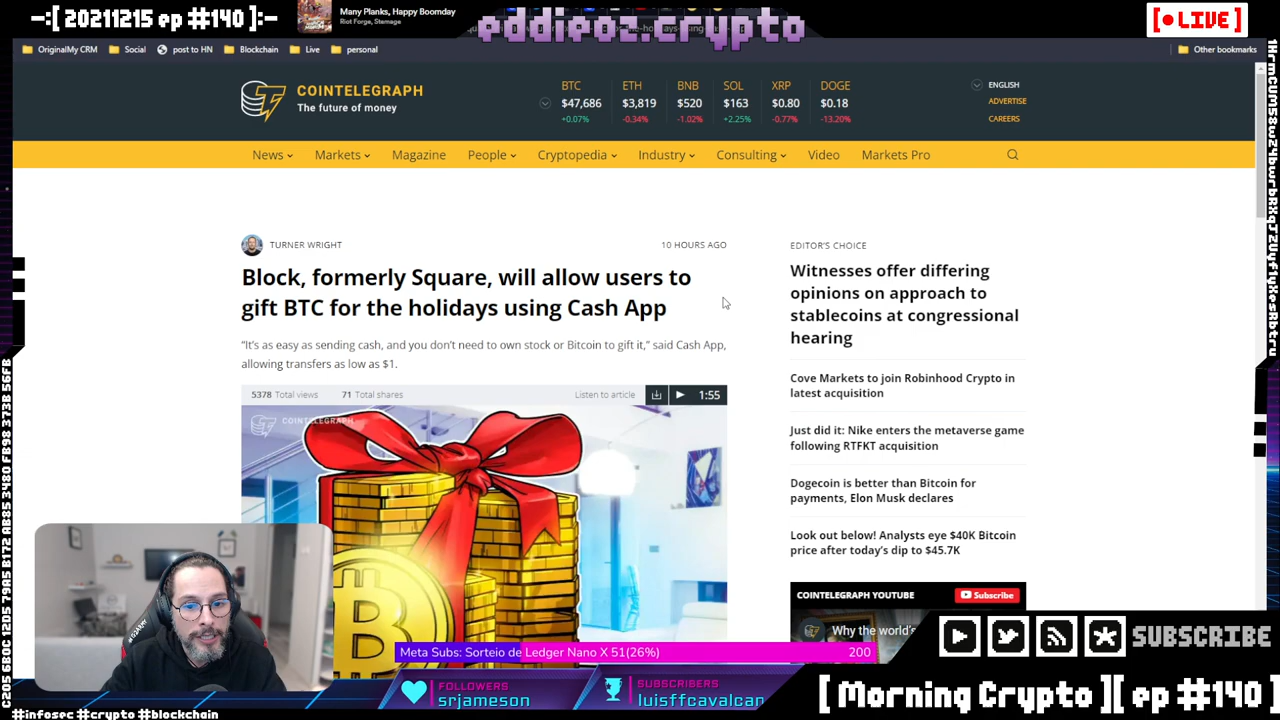 -:[ 20211215 ep #140 ]:-
Many Planks, Happy Boomday
Riot Forge, Stemage
eddieoz.crypto
[● LIVE]
OriginalMy CRM
Social
post to HN
Blockchain
Live
personal
Other bookmarks
COINTELEGRAPH
The future of money
BTC ETH BNB SOL XRP DOGE
$47,686 $3,819 $520 $163 $0.80 $0.18
+0.07% -0.34% -1.02% +2.25% -0.77% -13.20%
ENGLISH
ADVERTISE
CAREERS
News Markets Magazine People Cryptopedia Industry Consulting Video Markets Pro
TURNER WRIGHT
10 HOURS AGO
Block, formerly Square, will allow users to
gift BTC for the holidays using Cash App
"It's as easy as sending cash, and you don't need to own stock or Bitcoin to gift it," said Cash App,
allowing transfers as low as $1.
5378 Total views 71 Total shares Listen to article 1:55
COINTELEGRAPH
EDITOR'S CHOICE
Witnesses offer differing
opinions on approach to
stablecoins at congressional
hearing
Cove Markets to join Robinhood Crypto in
latest acquisition
Just did it: Nike enters the metaverse game
following RTFKT acquisition
Dogecoin is better than Bitcoin for
payments, Elon Musk declares
Look out below! Analysts eye $40K Bitcoin
price after today's dip to $45.7K
COINTELEGRAPH YOUTUBE
Subscribe
Why the world's
Meta Subs: Sorteio de Ledger Nano X 51(26%) 200
FOLLOWERS
srjameson
SUBSCRIBERS
luisffcavalcan
SUBSCRIBE
[ Morning Crypto ][ ep #140 ]
#infosec #crypto #blockchain
C205 5B0C 12D5 79A5 B172 AB35 3480 FB98 373B 56FB